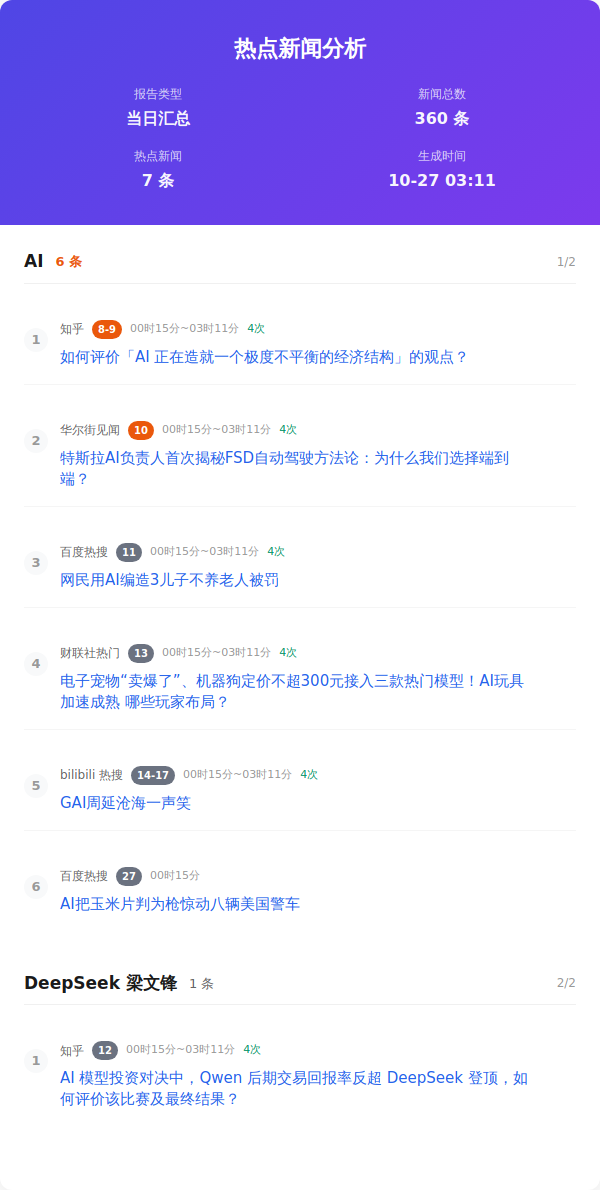 热点新闻分析
报告类型
新闻总数
当日汇总
360 条
热点新闻
生成时间
7 条
10-27 03:11
AI 6 条 1/2
1
知乎 8-9 00时15分~03时11分 4次
如何评价「AI 正在造就一个极度不平衡的经济结构」的观点？
2
华尔街见闻 10 00时15分~03时11分 4次
特斯拉AI负责人首次揭秘FSD自动驾驶方法论：为什么我们选择端到
端？
3
百度热搜 11 00时15分~03时11分 4次
网民用AI编造3儿子不养老人被罚
4
财联社热门 13 00时15分~03时11分 4次
电子宠物“卖爆了”、机器狗定价不超300元接入三款热门模型！AI玩具
加速成熟 哪些玩家布局？
5
bilibili 热搜 14-17 00时15分~03时11分 4次
GAI周延沧海一声笑
6
百度热搜 27 00时15分
AI把玉米片判为枪惊动八辆美国警车
DeepSeek 梁文锋 1 条 2/2
1
知乎 12 00时15分~03时11分 4次
AI 模型投资对决中，Qwen 后期交易回报率反超 DeepSeek 登顶，如
何评价该比赛及最终结果？